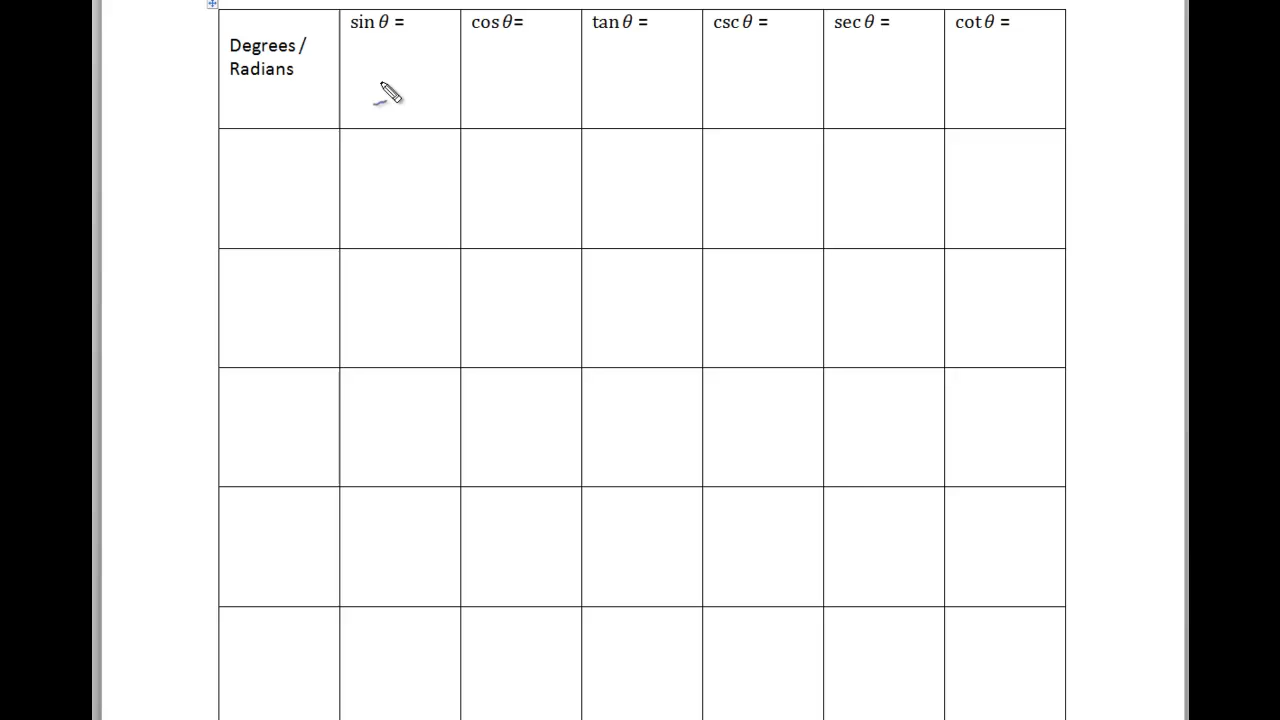 Degrees /
Radians
sin θ =
cos θ=
tan θ =
csc θ =
sec θ =
cot θ =